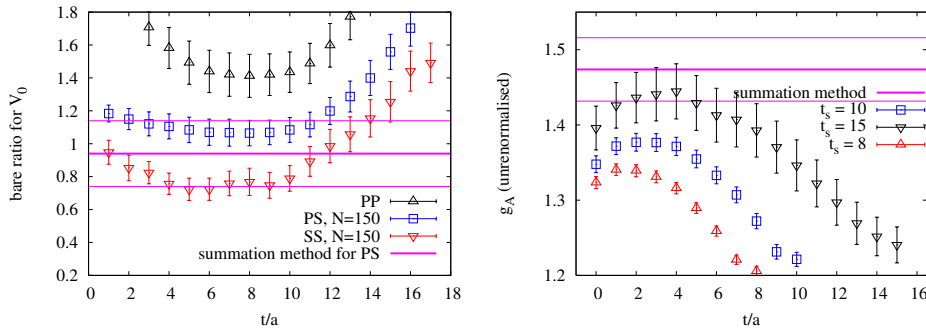 bare ratio for V0
1.8
1.6
1.4
1.2
1
0.8
0.6
0.4
0.2
PP
PS, N=150
SS, N=150
summation method for PS
0 2 4 6 8 10 12 14 16 18
t/a
gA (unrenormalised)
1.5
1.4
1.3
1.2
summation method
ts = 10
ts = 15
ts = 8
0 2 4 6 8 10 12 14 16
t/a